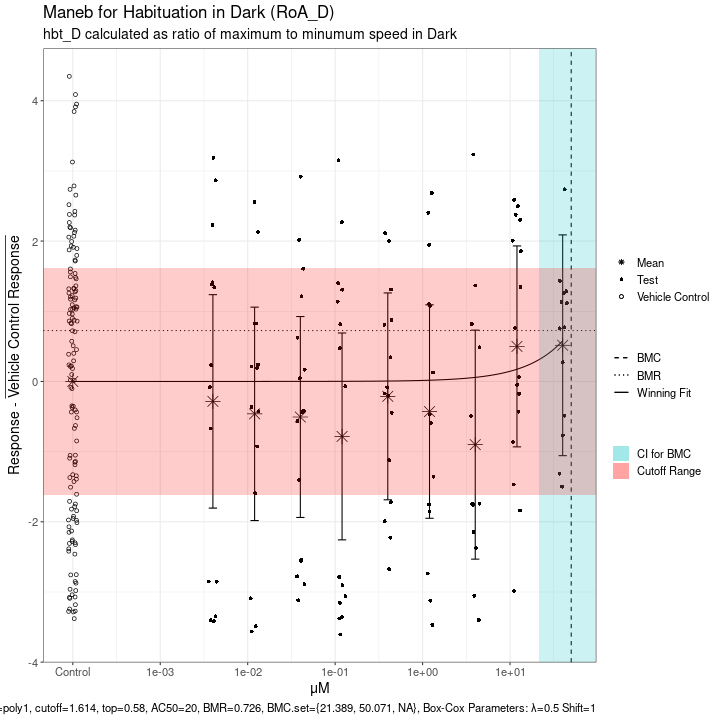 Maneb for Habituation in Dark (RoA_D)
hbt_D calculated as ratio of maximum to minumum speed in Dark
Response - Vehicle Control Response
4
2
0
-2
-4
Control
1e-03
1e-02
1e-01
1e+00
1e+01
µM
Mean
Test
Vehicle Control
BMC
BMR
Winning Fit
CI for BMC
Cutoff Range
=poly1, cutoff=1.614, top=0.58, AC50=20, BMR=0.726, BMC.set={21.389, 50.071, NA}, Box-Cox Parameters: λ=0.5 Shift=1